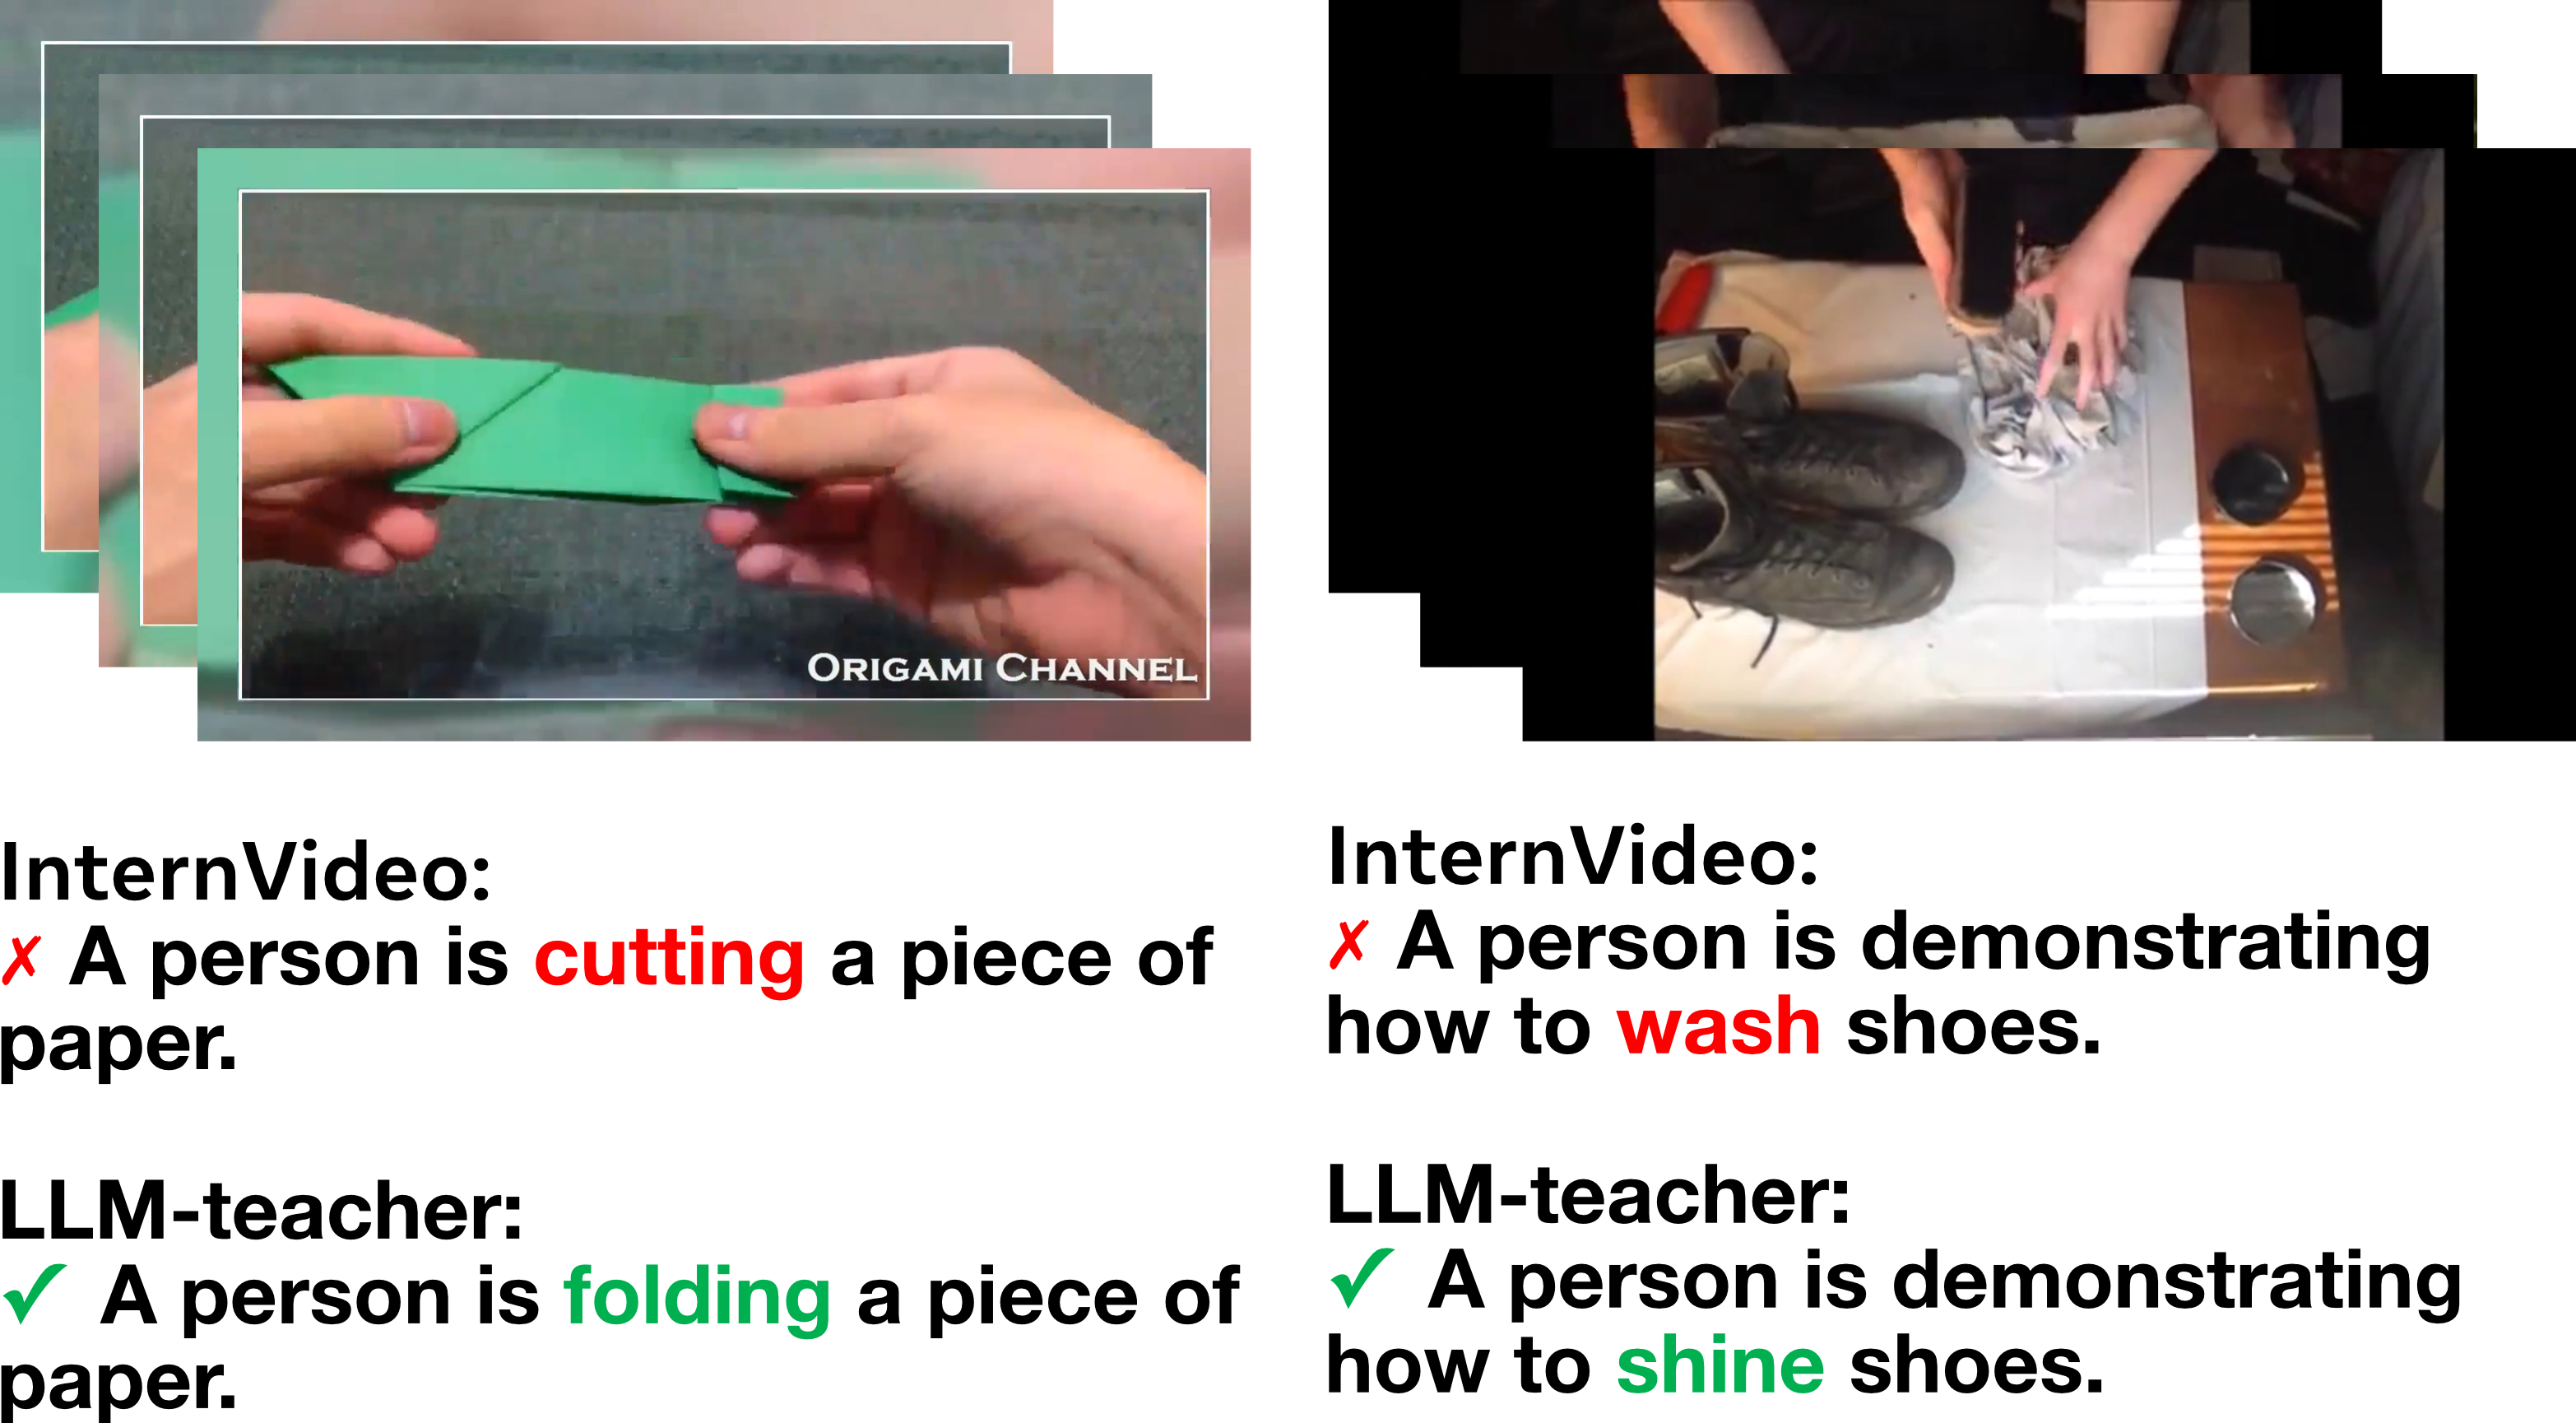 ORIGAMI CHANNEL
InternVideo:
✗ A person is cutting a piece of
paper.
LLM-teacher:
✓ A person is folding a piece of
paper.
InternVideo:
✗ A person is demonstrating
how to wash shoes.
LLM-teacher:
✓ A person is demonstrating
how to shine shoes.